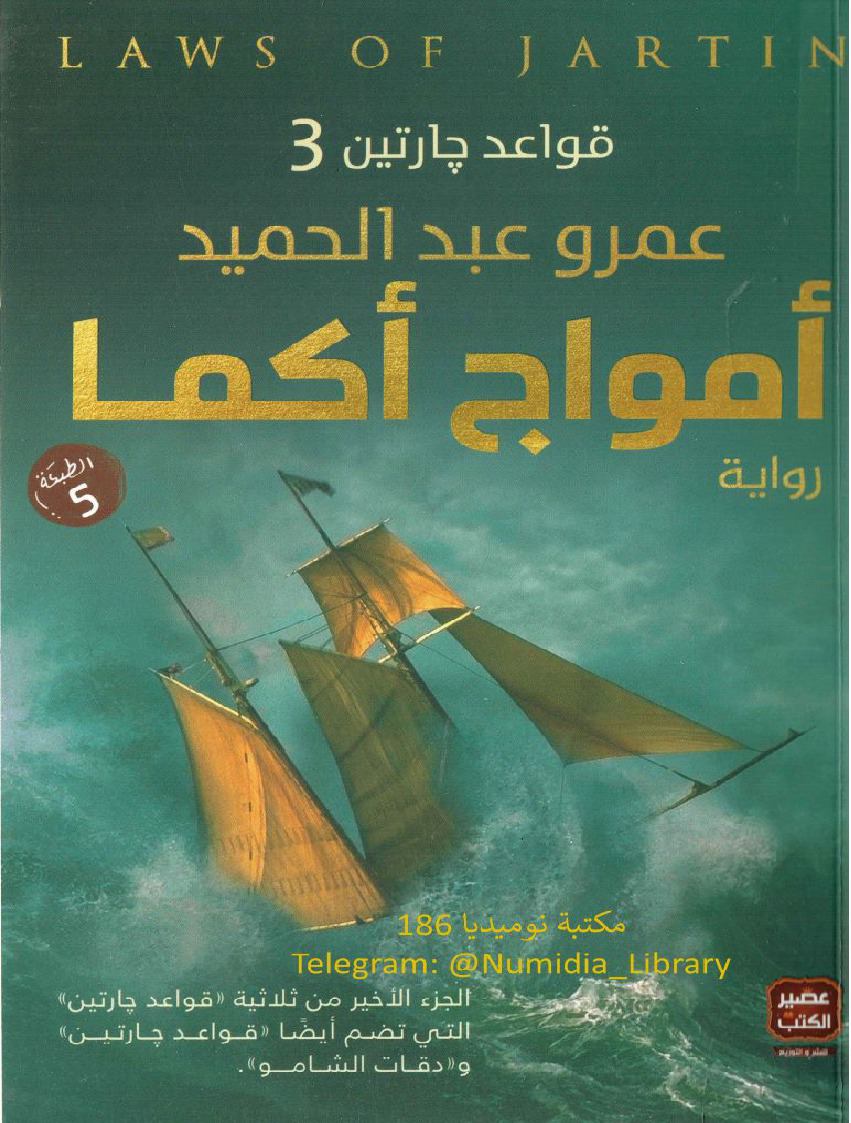 LAWS OF JARTIN
قواعد چارتين 3
عمرو عبد الحميد
أمواج أكما
رواية
الطبعة
5
مكتبة نوميديا 186
Telegram: @Numidia_Library
الجزء الأخير من ثلاثية «قواعد چارتين»
التي تضم أيضًا «قواعد چارتين»
و«دقات الشامو».
عصير
الكتب
للنشر والتوزيع